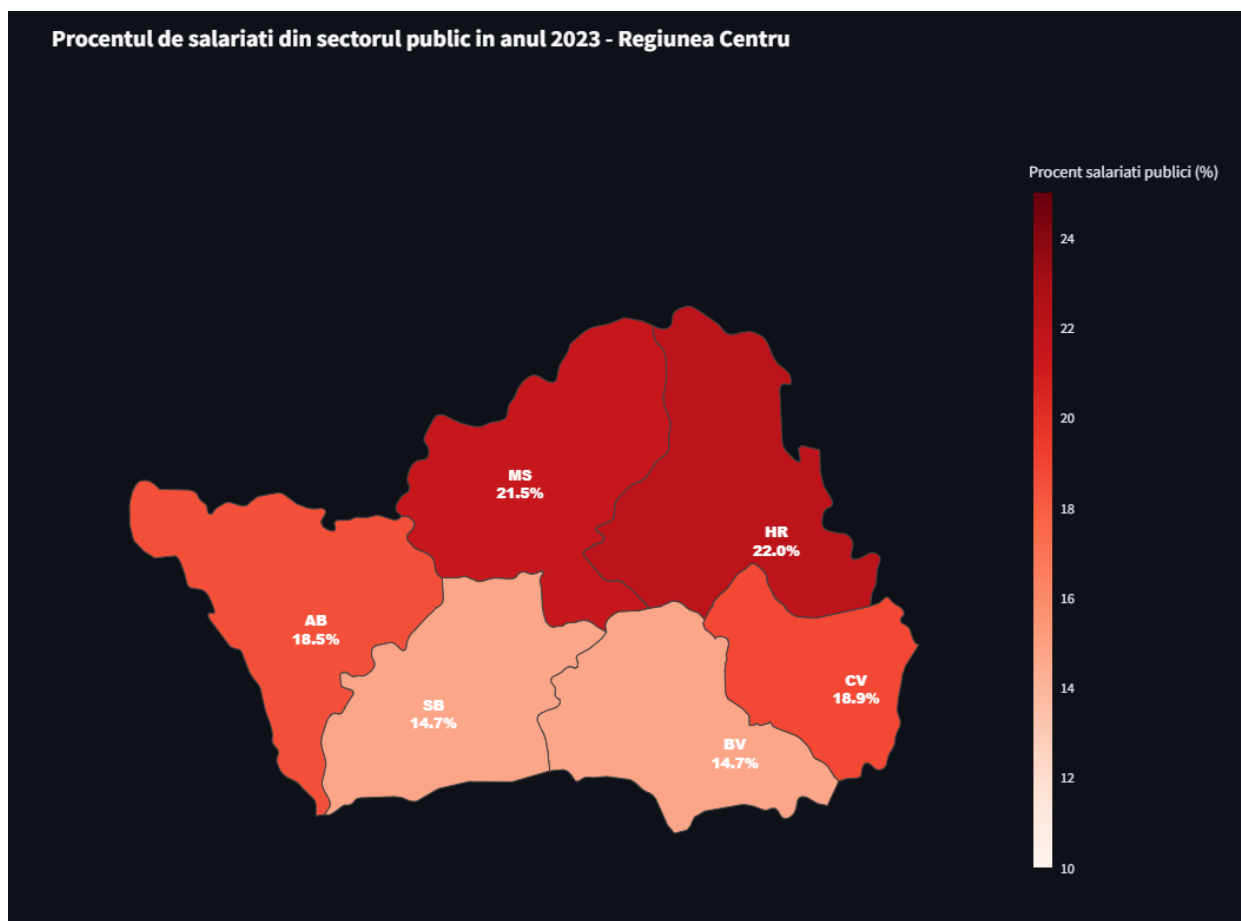 Procentul de salariati din sectorul public in anul 2023 - Regiunea Centru
Procent salariati publici (%)
24
22
20
18
16
14
12
10
MS
21.5%
HR
22.0%
AB
18.5%
CV
18.9%
SB
14.7%
BV
14.7%